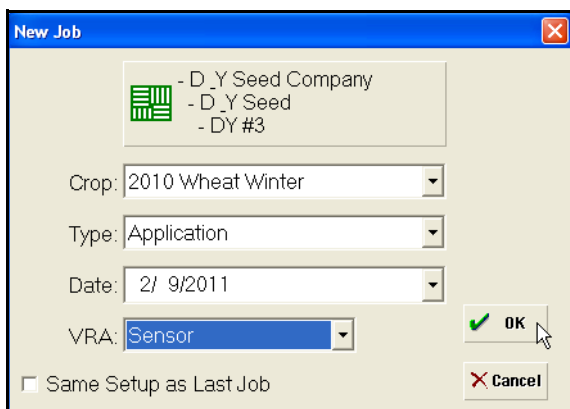 New Job
- D_Y Seed Company
- D_Y Seed
- DY #3
Crop: 2010 Wheat Winter
Type: Application
Date: 2/ 9/2011
VRA: Sensor
OK
Same Setup as Last Job
Cancel